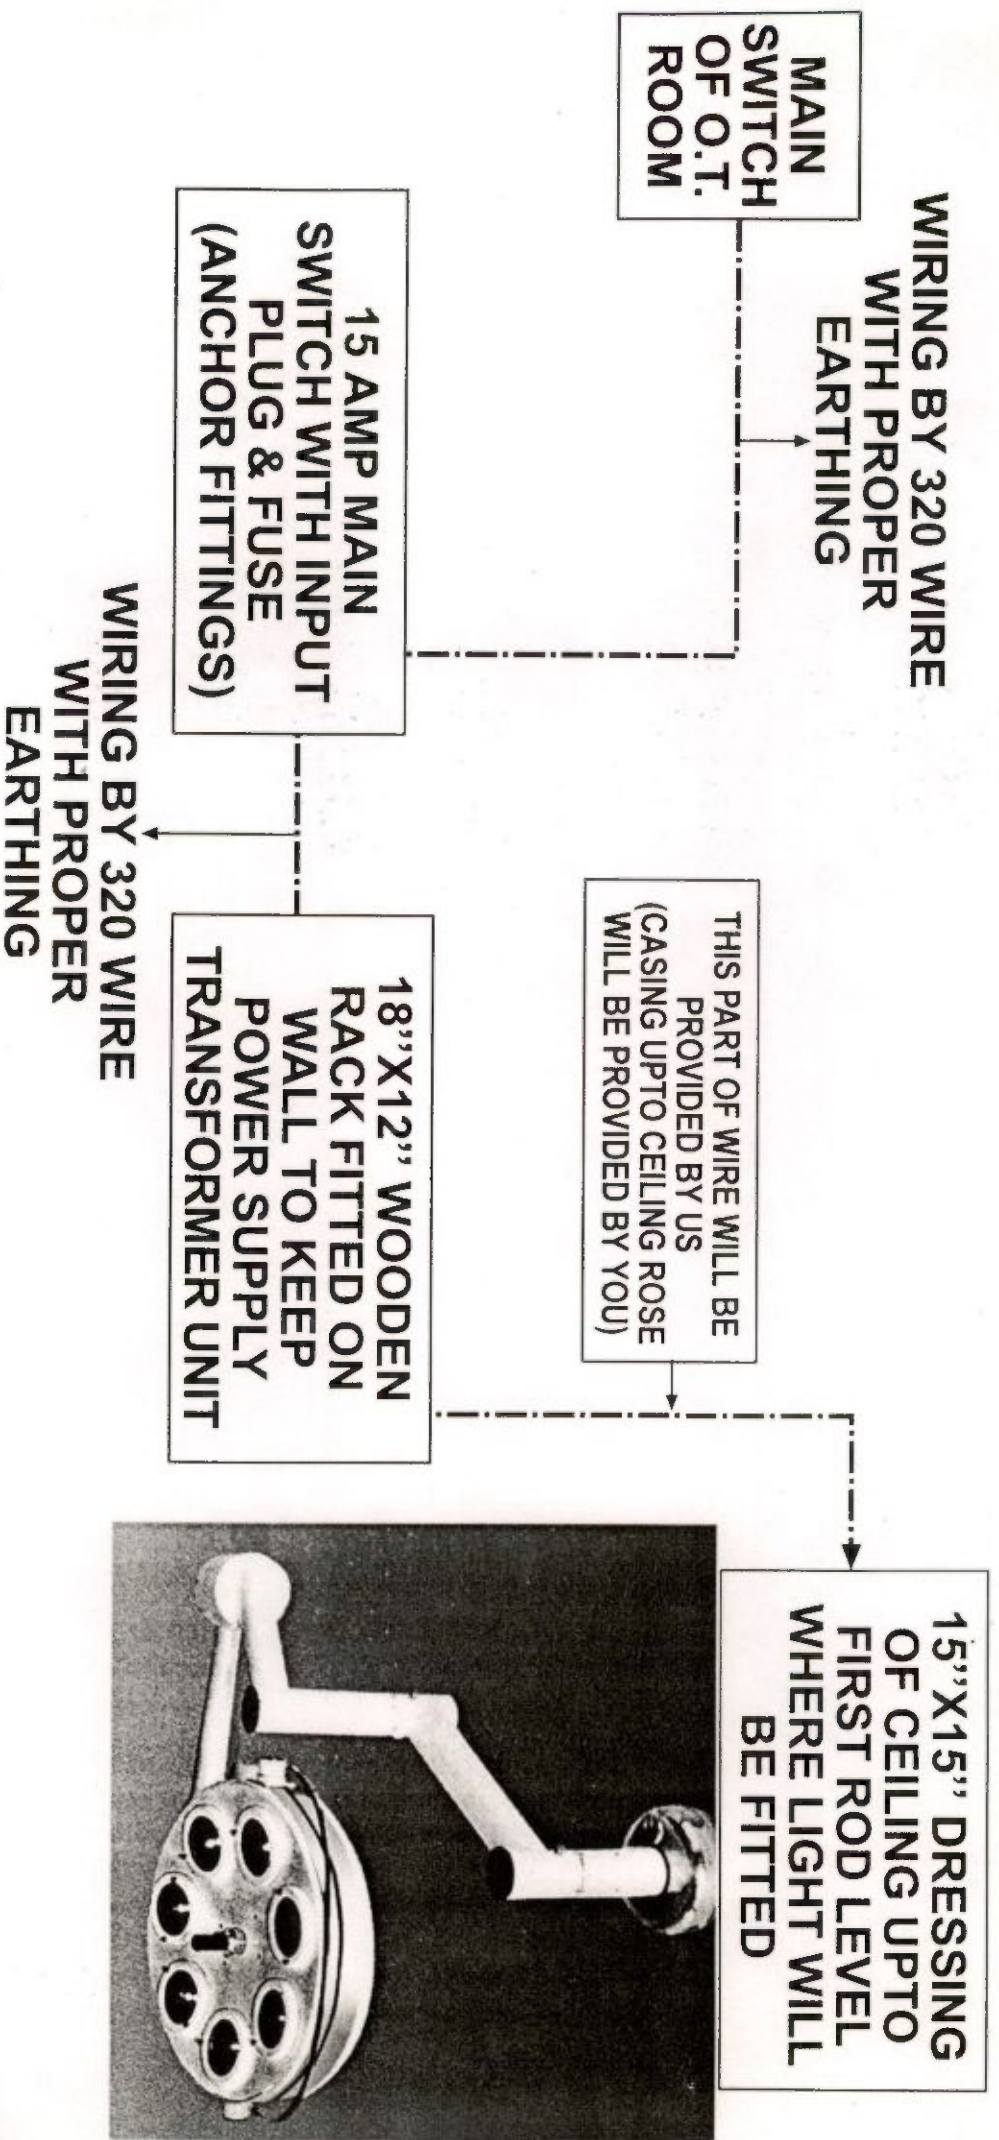 WIRING BY 320 WIRE
WITH PROPER
EARTHING
MAIN
SWITCH
OF O.T.
ROOM
15 AMP MAIN
SWITCH WITH INPUT
PLUG & FUSE
(ANCHOR FITTINGS)
WIRING BY 320 WIRE
WITH PROPER
EARTHING
THIS PART OF WIRE WILL BE
PROVIDED BY US
(CASING UPTO CEILING ROSE
WILL BE PROVIDED BY YOU)
18’’X12’’ WOODEN
RACK FITTED ON
WALL TO KEEP
POWER SUPPLY
TRANSFORMER UNIT
15’’X15’’ DRESSING
OF CEILING UPTO
FIRST ROD LEVEL
WHERE LIGHT WILL
BE FITTED